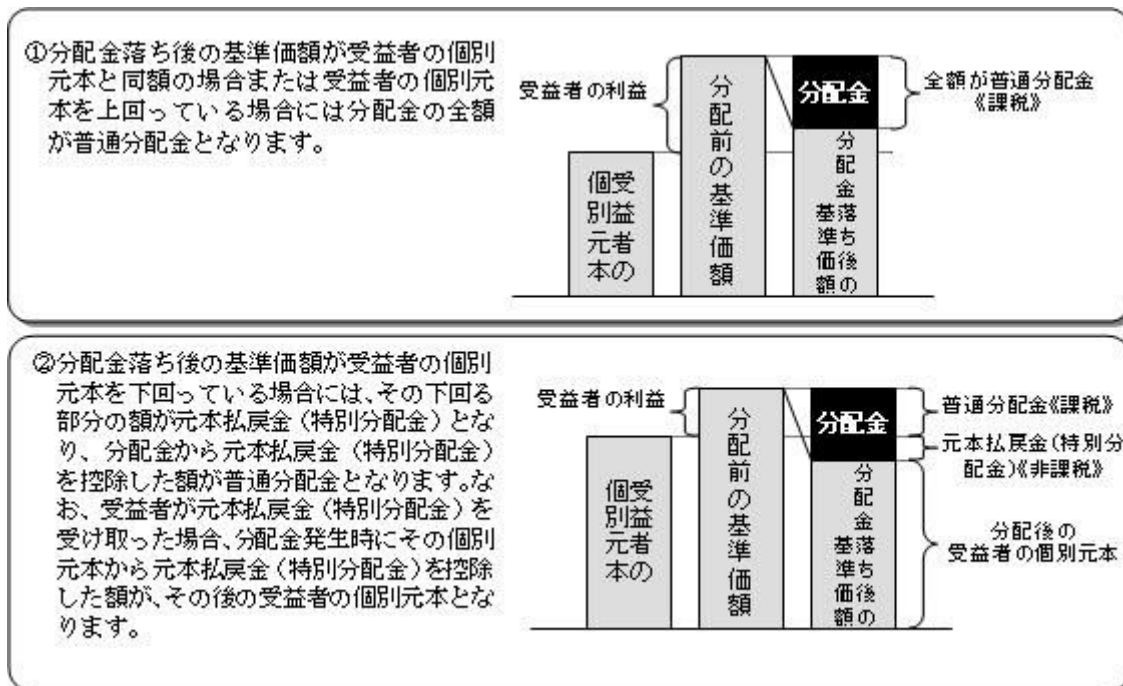 ①分配金落ち後の基準価額が受益者の個別
元本と同額の場合または受益者の個別元
本を上回っている場合には分配金の全額
が普通分配金となります。
受益者の利益
受益者の
個別元本
分配前の基準価額
分配金
分配金落ち後の
基準価額
全額が普通分配金
《課税》
②分配金落ち後の基準価額が受益者の個別
元本を下回っている場合には、その下回る
部分の額が元本払戻金（特別分配金）とな
り、分配金から元本払戻金（特別分配金）
を控除した額が普通分配金となります。な
お、受益者が元本払戻金（特別分配金）を
受け取った場合、分配金発生時にその個別
元本から元本払戻金（特別分配金）を控除
した額が、その後の受益者の個別元本とな
ります。
受益者の利益
受益者の
個別元本
分配前の基準価額
分配金
分配金落ち後の
基準価額
普通分配金《課税》
元本払戻金(特別分
配金)《非課税》
分配後の
受益者の個別元本